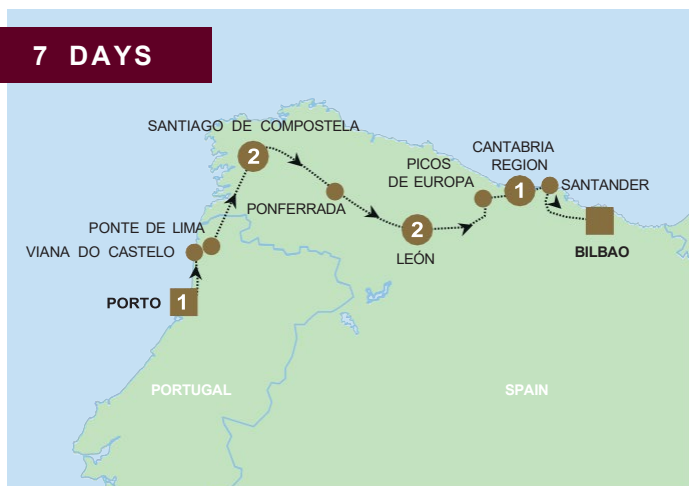 7 DAYS
SANTIAGO DE COMPOSTELA
2
CANTABRIA
REGION
PICOS
DE EUROPA
1
SANTANDER
PONFERRADA
PONTE DE LIMA
VIANA DO CASTELO
2
LEÓN
BILBAO
PORTO
1
PORTUGAL
SPAIN